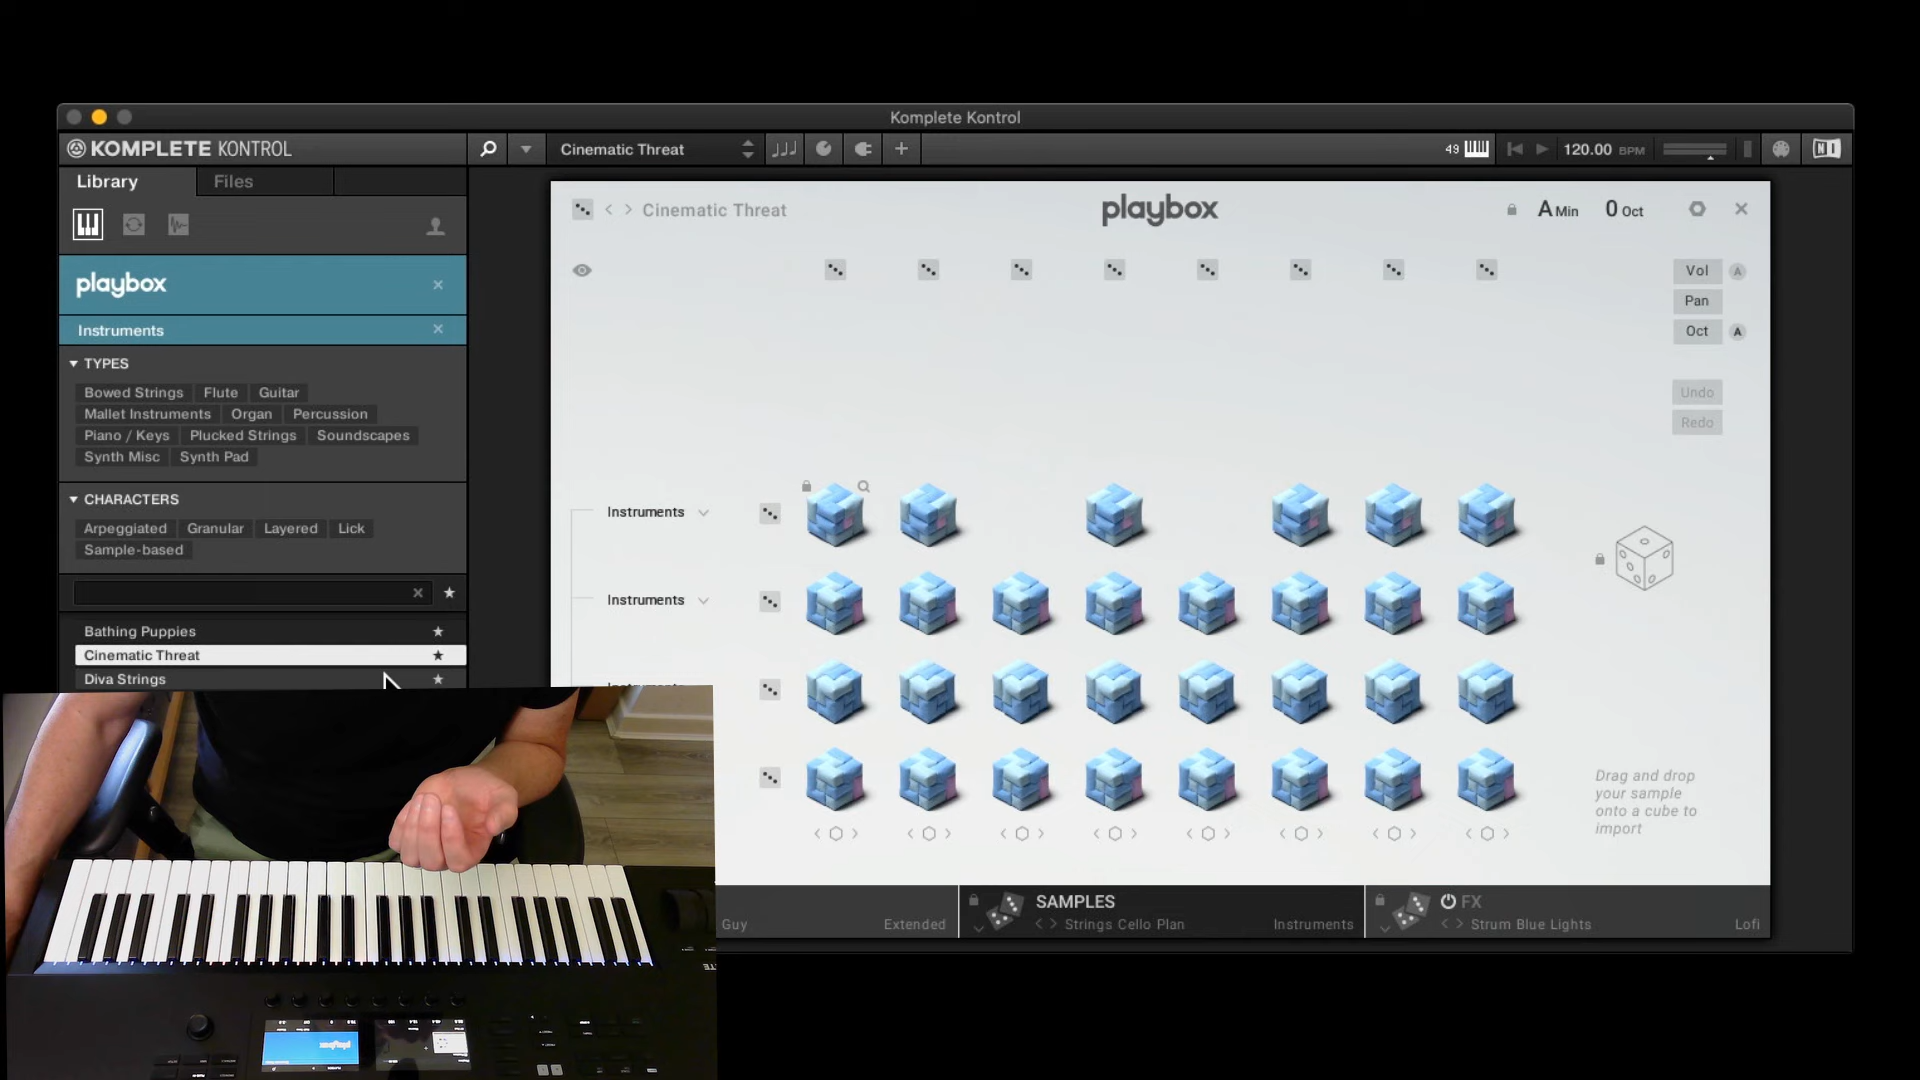 Komplete Kontrol
KOMPLETE KONTROL
Cinematic Threat
49
120.00 BPM
NI
Library
Files
playbox
Instruments
TYPES
Bowed Strings
Flute
Guitar
Mallet Instruments
Organ
Percussion
Piano / Keys
Plucked Strings
Soundscapes
Synth Misc
Synth Pad
CHARACTERS
Arpeggiated
Granular
Layered
Lick
Sample-based
Bathing Puppies
Cinematic Threat
Diva Strings
Cinematic Threat
playbox
A Min
0 Oct
Vol
A
Pan
Oct
A
Undo
Redo
Instruments
Instruments
Drag and drop
your sample
onto a cube to
import
Guy
Extended
SAMPLES
Strings Cello Plan
Instruments
FX
Strum Blue Lights
Lofi